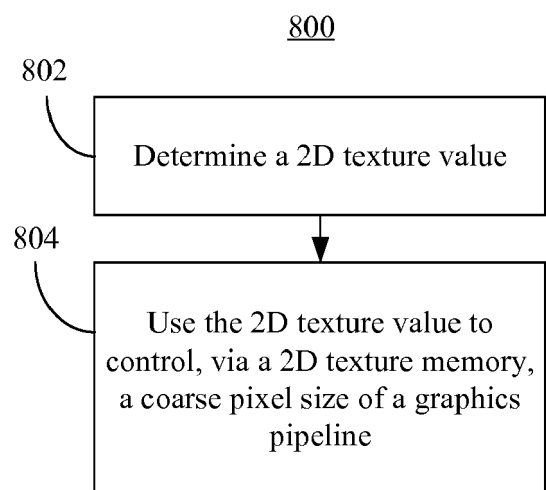 800
802
Determine a 2D texture value
804
Use the 2D texture value to
control, via a 2D texture memory,
a coarse pixel size of a graphics
pipeline